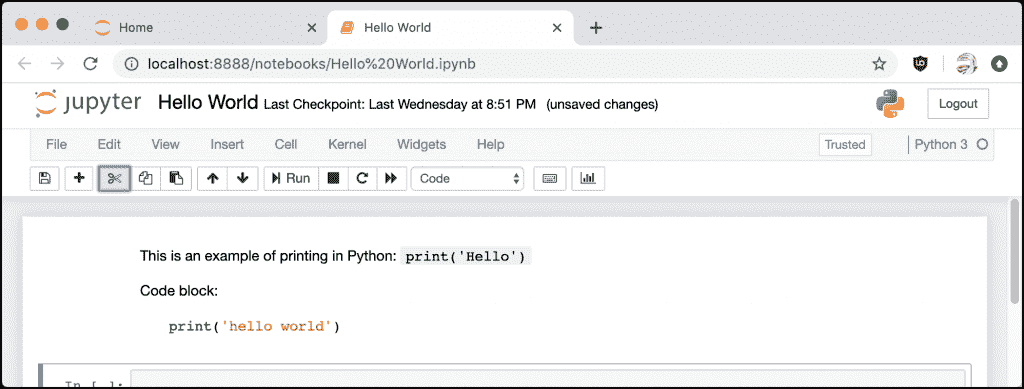 Home
Hello World
localhost:8888/notebooks/Hello%20World.ipynb
jupyter Hello World Last Checkpoint: Last Wednesday at 8:51 PM (unsaved changes)
Logout
File Edit View Insert Cell Kernel Widgets Help Trusted Python 3
Run Code
This is an example of printing in Python: print('Hello')
Code block:
print('hello world')
In [ ]: